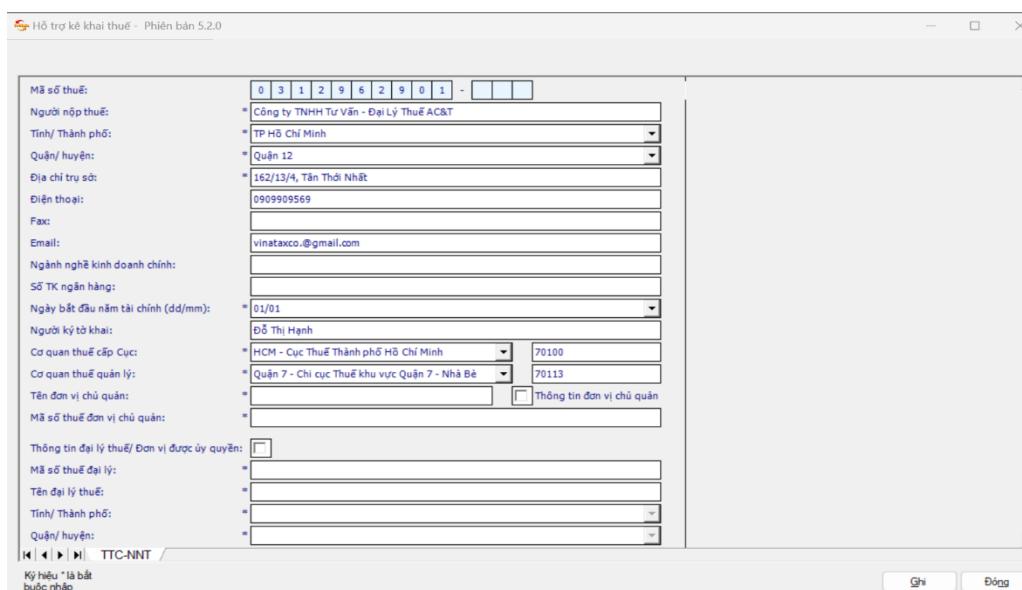 Hỗ trợ kê khai thuế - Phiên bản 5.2.0
Mã số thuế: 0 3 1 2 9 6 2 9 0 1 -
Người nộp thuế: * Công ty TNHH Tư Vấn - Đại Lý Thuế AC&T
Tỉnh/ Thành phố: * TP Hồ Chí Minh
Quận/ huyện: * Quận 12
Địa chỉ trụ sở: * 162/13/4, Tân Thới Nhất
Điện thoại: 0909909569
Fax:
Email: vinataxco.@gmail.com
Ngành nghề kinh doanh chính:
Số TK ngân hàng:
Ngày bắt đầu năm tài chính (dd/mm): * 01/01
Người ký tờ khai: Đỗ Thị Hạnh
Cơ quan thuế cấp Cục: * HCM - Cục Thuế Thành phố Hồ Chí Minh 70100
Cơ quan thuế quản lý: * Quận 7 - Chi cục Thuế khu vực Quận 7 - Nhà Bè 70113
Tên đơn vị chủ quản: * Thông tin đơn vị chủ quản
Mã số thuế đơn vị chủ quản: *
Thông tin đại lý thuế/ Đơn vị được ủy quyền:
Mã số thuế đại lý: *
Tên đại lý thuế: *
Tỉnh/ Thành phố: *
Quận/ huyện: *
TTC-NNT
Ký hiệu * là bắt
buộc nhập
Ghi Đóng